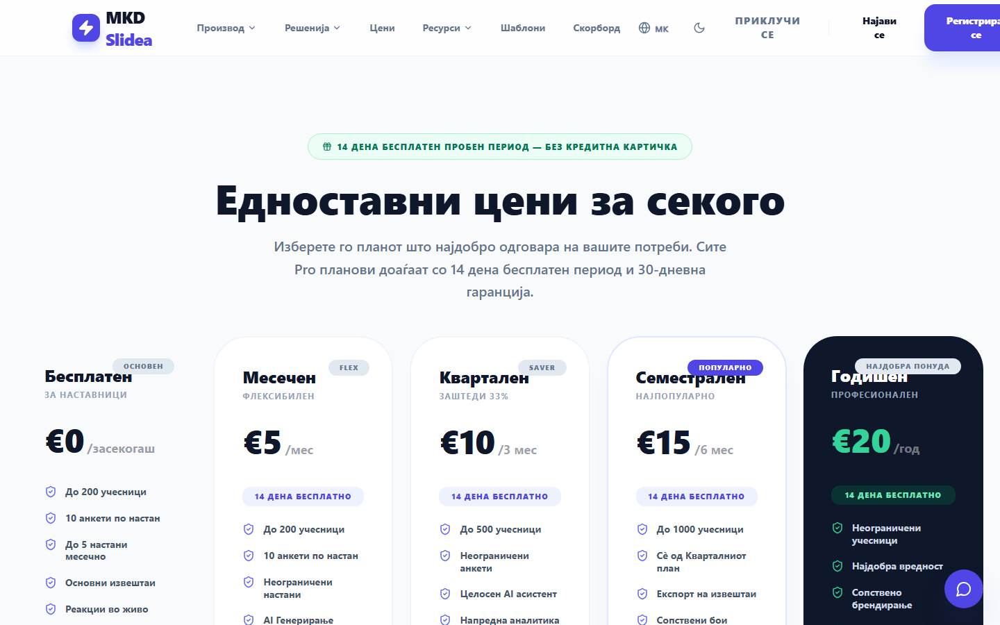 MKD
Slidea
Производ
Решенија
Цени
Ресурси
Шаблони
Скорборд
МК
ПРИКЛУЧИ
СЕ
Најави
се
Регистрира
се
14 ДЕНА БЕСПЛАТЕН ПРОБЕН ПЕРИОД — БЕЗ КРЕДИТНА КАРТИЧКА
Едноставни цени за секого
Изберете го планот што најдобро одговара на вашите потреби. Сите
Pro планови доаѓаат со 14 дена бесплатен период и 30-дневна
гаранција.
ОСНОВЕН
Бесплатен
ЗА НАСТАВНИЦИ
€0 /засекогаш
До 200 учесници
10 анкети по настан
До 5 настани
месечно
Основни извештаи
Реакции во живо
FLEX
Месечен
ФЛЕКСИБИЛЕН
€5 /мес
14 ДЕНА БЕСПЛАТНО
До 200 учесници
10 анкети по настан
Неограничени
настани
AI Генерирање
SAVER
Квартален
ЗАШТЕДИ 33%
€10 /3 мес
14 ДЕНА БЕСПЛАТНО
До 500 учесници
Неограничени
анкети
Целосен AI асистент
Напредна аналитика
ПОПУЛАРНО
Семестрален
НАЈПОПУЛАРНО
€15 /6 мес
14 ДЕНА БЕСПЛАТНО
До 1000 учесници
Сè од Кварталниот
план
Експорт на извештаи
Сопствени бои
НАЈДОБРА ПОНУДА
Годишен
ПРОФЕСИОНАЛЕН
€20 /год
14 ДЕНА БЕСПЛАТНО
Неограничени
учесници
Најдобра вредност
Сопствено
брендирање